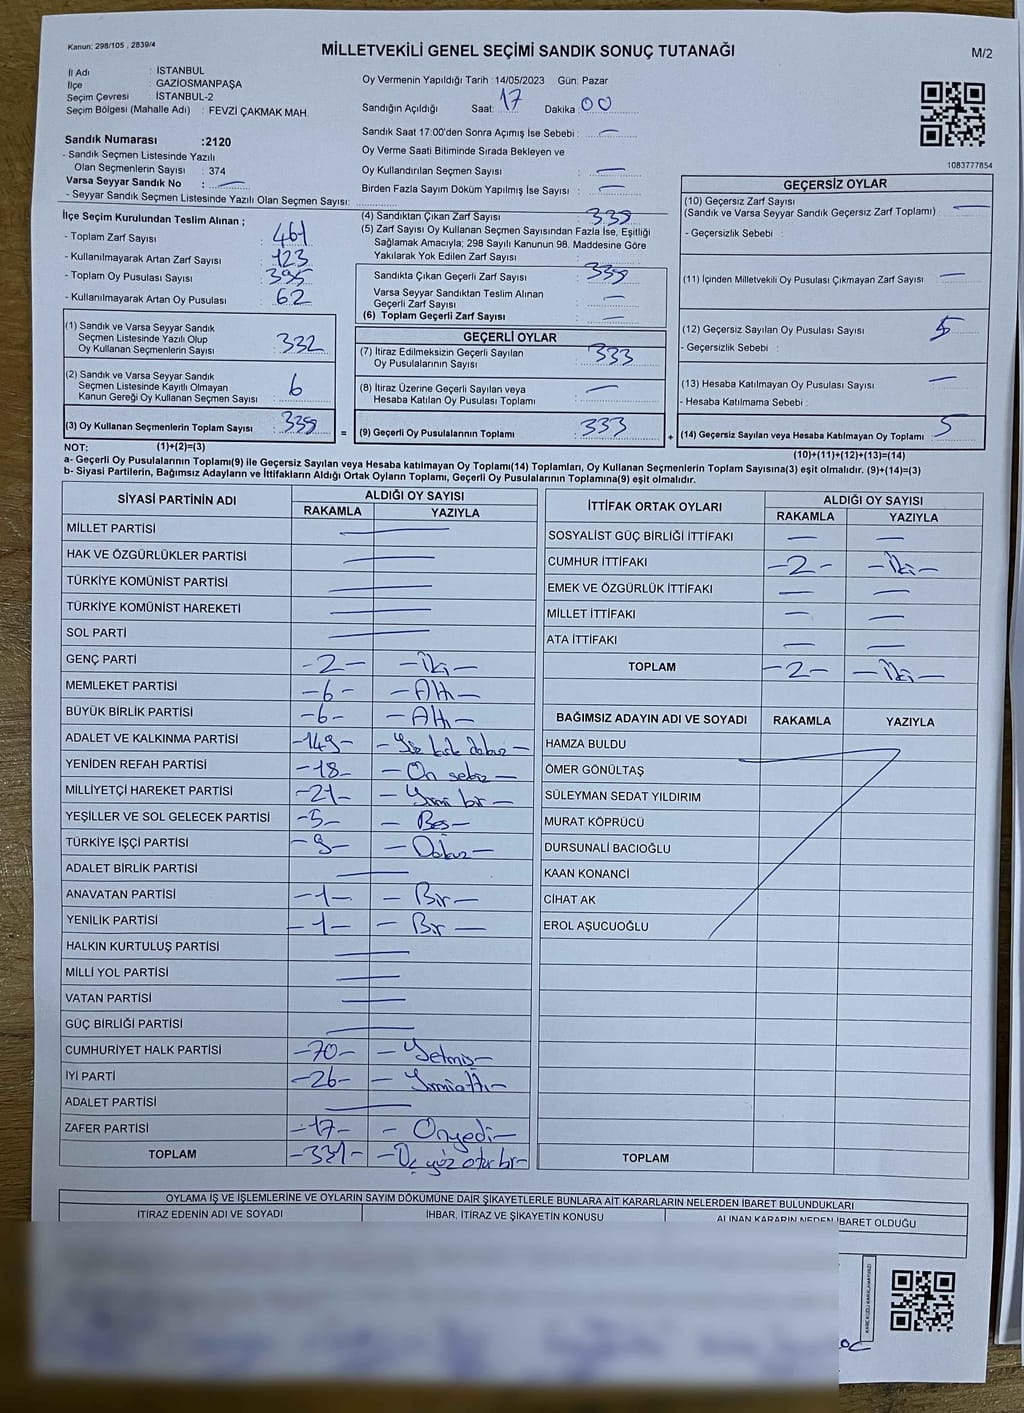 Kanun: 298/105 , 2839/4
MİLLETVEKİLİ GENEL SEÇİMİ SANDIK SONUÇ TUTANAĞI
M/2
İl Adı : İSTANBUL
İlçe : GAZİOSMANPAŞA
Seçim Çevresi : İSTANBUL-2
Seçim Bölgesi (Mahalle Adı) : FEVZİ ÇAKMAK MAH.
Oy Vermenin Yapıldığı Tarih :14/05/2023 Gün: Pazar
Sandığın Açıldığı Saat: 17 Dakika 00
Sandık Saat 17:00'den Sonra Açımış İse Sebebi : —
Oy Verme Saati Bitiminde Sırada Bekleyen ve
Oy Kullandırılan Seçmen Sayısı : —
Birden Fazla Sayım Döküm Yapılmış İse Sayısı : —
1083777854
Sandık Numarası :2120
- Sandık Seçmen Listesinde Yazılı
Olan Seçmenlerin Sayısı : 374
Varsa Seyyar Sandık No : —
- Seyyar Sandık Seçmen Listesinde Yazılı Olan Seçmen Sayısı:
İlçe Seçim Kurulundan Teslim Alınan ;
- Toplam Zarf Sayısı : 461
- Kullanılmayarak Artan Zarf Sayısı : 123
- Toplam Oy Pusulası Sayısı : 395
- Kullanılmayarak Artan Oy Pusulası : 62
(1) Sandık ve Varsa Seyyar Sandık
Seçmen Listesinde Yazılı Olup
Oy Kullanan Seçmenlerin Sayısı : 332
(2) Sandık ve Varsa Seyyar Sandık
Seçmen Listesinde Kayıtlı Olmayan
Kanun Gereği Oy Kullanan Seçmen Sayısı : 6
(3) Oy Kullanan Seçmenlerin Toplam Sayısı :
(4) Sandıktan Çıkan Zarf Sayısı :
(5) Zarf Sayısı Oy Kullanan Seçmen Sayısından Fazla İse, Eşitliği
Sağlamak Amacıyla; 298 Sayılı Kanunun 98. Maddesine Göre
Yakılarak Yok Edilen Zarf Sayısı :
Sandıkta Çıkan Geçerli Zarf Sayısı :
Varsa Seyyar Sandıktan Teslim Alınan
Geçerli Zarf Sayısı : —
(6) Toplam Geçerli Zarf Sayısı : —
GEÇERLİ OYLAR
(7) İtiraz Edilmeksizin Geçerli Sayılan
Oy Pusulalarının Sayısı : 333
(8) İtiraz Üzerine Geçerli Sayılan veya
Hesaba Katılan Oy Pusulası Toplamı : —
= (9) Geçerli Oy Pusulalarının Toplamı : 333
GEÇERSİZ OYLAR
(10) Geçersiz Zarf Sayısı
(Sandık ve Varsa Seyyar Sandık Geçersiz Zarf Toplamı) : —
- Geçersizlik Sebebi :
(11) İçinden Milletvekili Oy Pusulası Çıkmayan Zarf Sayısı : —
(12) Geçersiz Sayılan Oy Pusulası Sayısı : 5
- Geçersizlik Sebebi :
(13) Hesaba Katılmayan Oy Pusulası Sayısı : —
- Hesaba Katılmama Sebebi :
+ (14) Geçersiz Sayılan veya Hesaba Katılmayan Oy Toplamı : 5
NOT: (1)+(2)=(3)
(10)+(11)+(12)+(13)=(14)
a- Geçerli Oy Pusulalarının Toplamı(9) ile Geçersiz Sayılan veya Hesaba katılmayan Oy Toplamı(14) Toplamları, Oy Kullanan Seçmenlerin Toplam Sayısına(3) eşit olmalıdır. (9)+(14)=(3)
b- Siyasi Partilerin, Bağımsız Adayların ve İttifakların Aldığı Ortak Oyların Toplamı, Geçerli Oy Pusulalarının Toplamına(9) eşit olmalıdır.
SİYASİ PARTİNİN ADI ALDIĞI OY SAYISI
RAKAMLA YAZIYLA
MİLLET PARTİSİ —
HAK VE ÖZGÜRLÜKLER PARTİSİ —
TÜRKİYE KOMÜNİST PARTİSİ —
TÜRKİYE KOMÜNİST HAREKETİ —
SOL PARTİ —
GENÇ PARTİ -2- -İki-
MEMLEKET PARTİSİ -6- -Altı-
BÜYÜK BİRLİK PARTİSİ -6- -Altı-
ADALET VE KALKINMA PARTİSİ -149- -Yüz kırk dokuz-
YENİDEN REFAH PARTİSİ -18- -On sekiz-
MİLLİYETÇİ HAREKET PARTİSİ -21- -Yirmi bir-
YEŞİLLER VE SOL GELECEK PARTİSİ -5- -Beş-
TÜRKİYE İŞÇİ PARTİSİ -9- -Dokuz-
ADALET BİRLİK PARTİSİ —
ANAVATAN PARTİSİ -1- -Bir-
YENİLİK PARTİSİ -1- -Bir-
HALKIN KURTULUŞ PARTİSİ —
MİLLİ YOL PARTİSİ —
VATAN PARTİSİ —
GÜÇ BİRLİĞİ PARTİSİ —
CUMHURİYET HALK PARTİSİ -70- -Yetmiş-
İYİ PARTİ -26- -Yirmialtı-
ADALET PARTİSİ —
ZAFER PARTİSİ -17- -Onyedi-
TOPLAM -331- -Üç yüz otuz bir-
İTTİFAK ORTAK OYLARI ALDIĞI OY SAYISI
RAKAMLA YAZIYLA
SOSYALİST GÜÇ BİRLİĞİ İTTİFAKI — —
CUMHUR İTTİFAKI -2- -İki-
EMEK VE ÖZGÜRLÜK İTTİFAKI — —
MİLLET İTTİFAKI — —
ATA İTTİFAKI — —
TOPLAM -2- -İki-
BAĞIMSIZ ADAYIN ADI VE SOYADI RAKAMLA YAZIYLA
HAMZA BULDU
ÖMER GÖNÜLTAŞ
SÜLEYMAN SEDAT YILDIRIM
MURAT KÖPRÜCÜ
DURSUNALİ BACIOĞLU
KAAN KONANCİ
CİHAT AK
EROL AŞUCUOĞLU
TOPLAM
OYLAMA İŞ VE İŞLEMLERİNE VE OYLARIN SAYIM DÖKÜMÜNE DAİR ŞİKAYETLERLE BUNLARA AİT KARARLARIN NELERDEN İBARET BULUNDUKLARI
İTİRAZ EDENİN ADI VE SOYADI İHBAR, İTİRAZ VE ŞİKAYETİN KONUSU ALINAN KARARIN NEDEN İBARET OLDUĞU